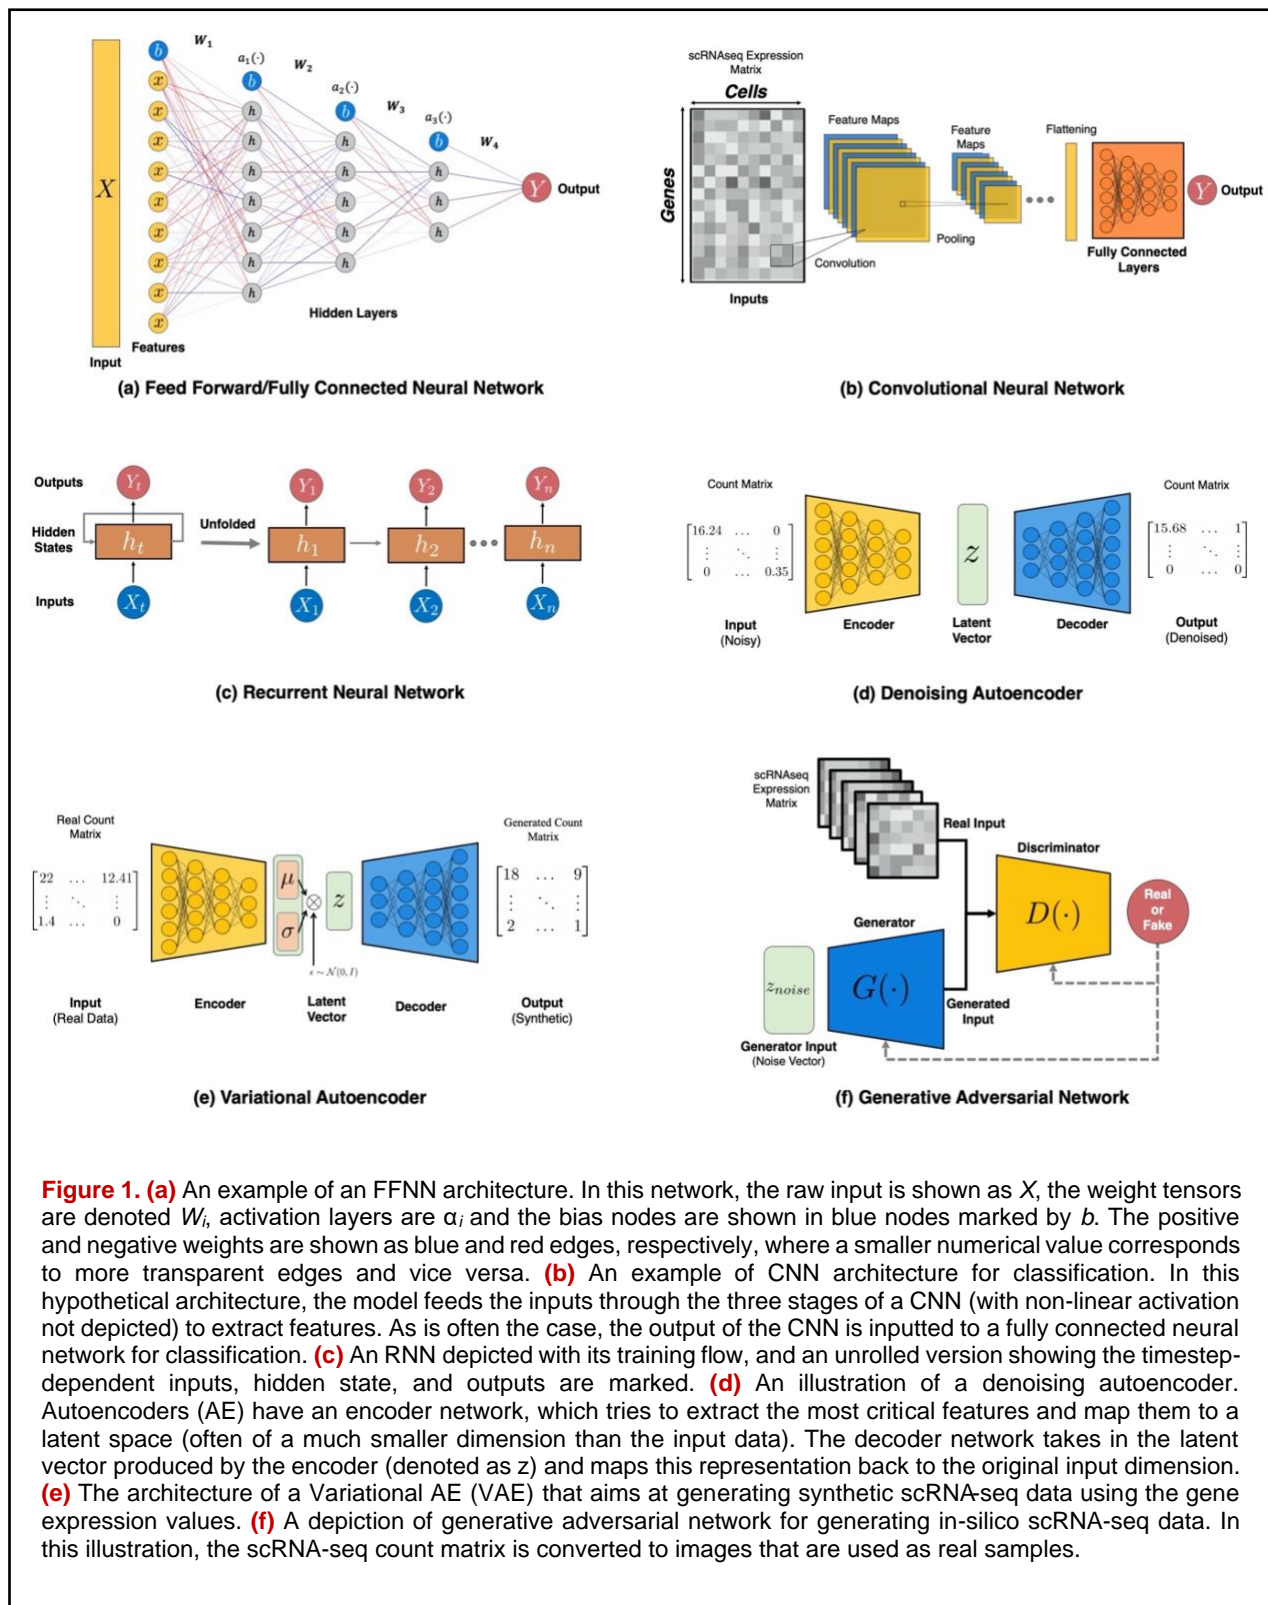 W₁
b
x
x
x
x
x
x
x
x
x
X
a₁(·)
b
h
h
h
h
h
h
h
W₂
a₂(·)
b
h
h
h
h
W₃
a₃(·)
b
h
h
h
W₄
Y
Output
Hidden Layers
Features
Input
(a) Feed Forward/Fully Connected Neural Network
scRNAseq Expression
Matrix
Cells
Genes
Inputs
Feature Maps
Convolution
Feature
Maps
Pooling
Flattening
Fully Connected
Layers
Y
Output
(b) Convolutional Neural Network
Outputs
Hidden
States
Inputs
Yₜ
hₜ
Xₜ
Unfolded
Y₁
h₁
X₁
Y₂
h₂
X₂
Yₙ
hₙ
Xₙ
(c) Recurrent Neural Network
Count Matrix
16.24 … 0
⋮ ⋱ ⋮
0 … 0.35
Input
(Noisy)
Encoder
z
Latent
Vector
Decoder
Count Matrix
15.68 … 1
⋮ ⋱ ⋮
0 … 0
Output
(Denoised)
(d) Denoising Autoencoder
Real Count
Matrix
22 … 12.41
⋮ ⋱ ⋮
1.4 … 0
Input
(Real Data)
Encoder
μ
σ
⊗
z
ϵ ~ 𝒩(0, I)
Latent
Vector
Decoder
Generated Count
Matrix
18 … 9
⋮ ⋱ ⋮
2 … 1
Output
(Synthetic)
(e) Variational Autoencoder
scRNAseq
Expression
Matrix
Real Input
Discriminator
D(·)
Real
or
Fake
Generator
G(·)
z_noise
Generated
Input
Generator Input
(Noise Vector)
(f) Generative Adversarial Network
Figure 1. (a) An example of an FFNN architecture. In this network, the raw input is shown as X, the weight tensors
are denoted Wᵢ, activation layers are αᵢ and the bias nodes are shown in blue nodes marked by b. The positive
and negative weights are shown as blue and red edges, respectively, where a smaller numerical value corresponds
to more transparent edges and vice versa. (b) An example of CNN architecture for classification. In this
hypothetical architecture, the model feeds the inputs through the three stages of a CNN (with non-linear activation
not depicted) to extract features. As is often the case, the output of the CNN is inputted to a fully connected neural
network for classification. (c) An RNN depicted with its training flow, and an unrolled version showing the timestep-
dependent inputs, hidden state, and outputs are marked. (d) An illustration of a denoising autoencoder.
Autoencoders (AE) have an encoder network, which tries to extract the most critical features and map them to a
latent space (often of a much smaller dimension than the input data). The decoder network takes in the latent
vector produced by the encoder (denoted as z) and maps this representation back to the original input dimension.
(e) The architecture of a Variational AE (VAE) that aims at generating synthetic scRNA-seq data using the gene
expression values. (f) A depiction of generative adversarial network for generating in-silico scRNA-seq data. In
this illustration, the scRNA-seq count matrix is converted to images that are used as real samples.